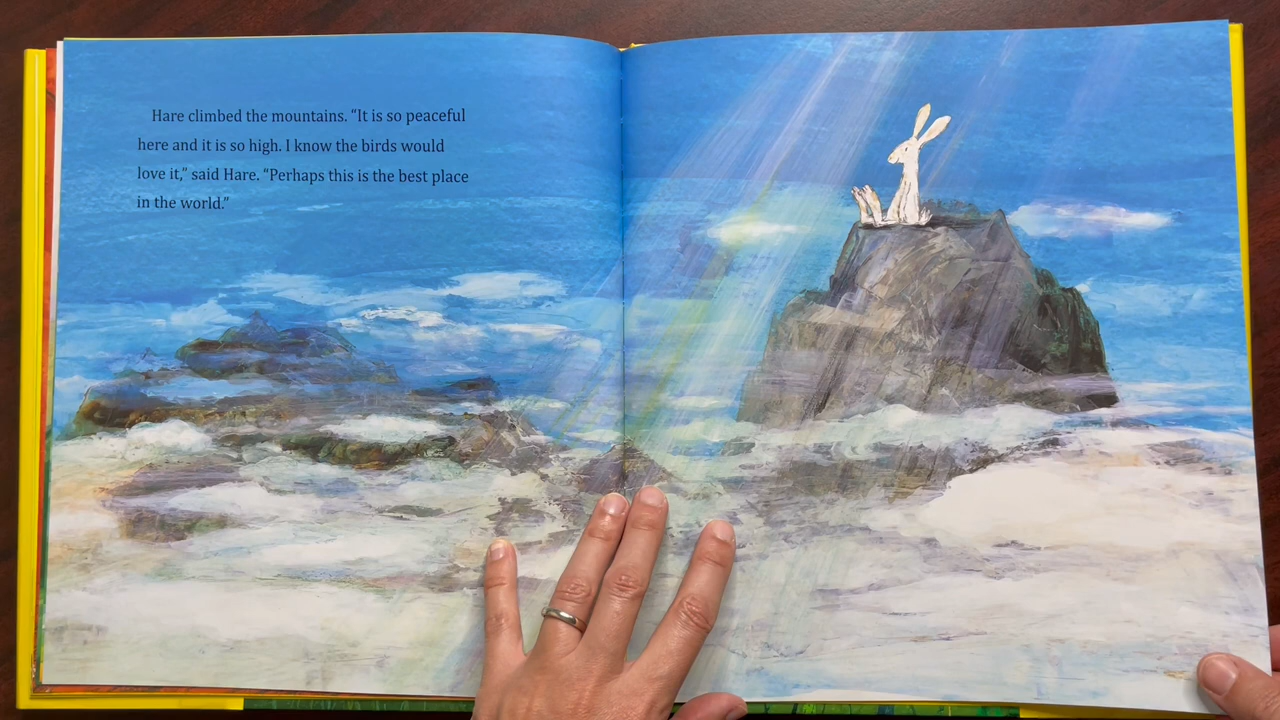 Hare climbed the mountains. “It is so peaceful
here and it is so high. I know the birds would
love it,” said Hare. “Perhaps this is the best place
in the world.”